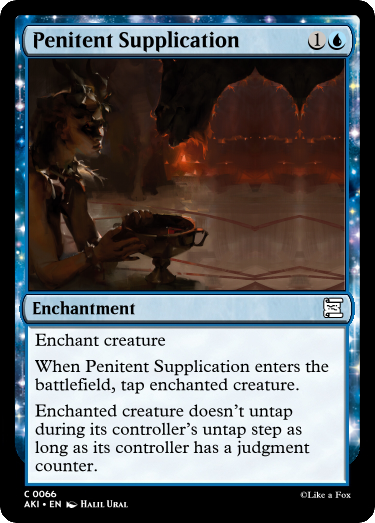 Penitent Supplication 1
Enchantment
Enchant creature
When Penitent Supplication enters the
battlefield, tap enchanted creature.
Enchanted creature doesn't untap
during its controller's untap step as
long as its controller has a judgment
counter.
C 0066
AKI • EN Halil Ural
©Like a Fox